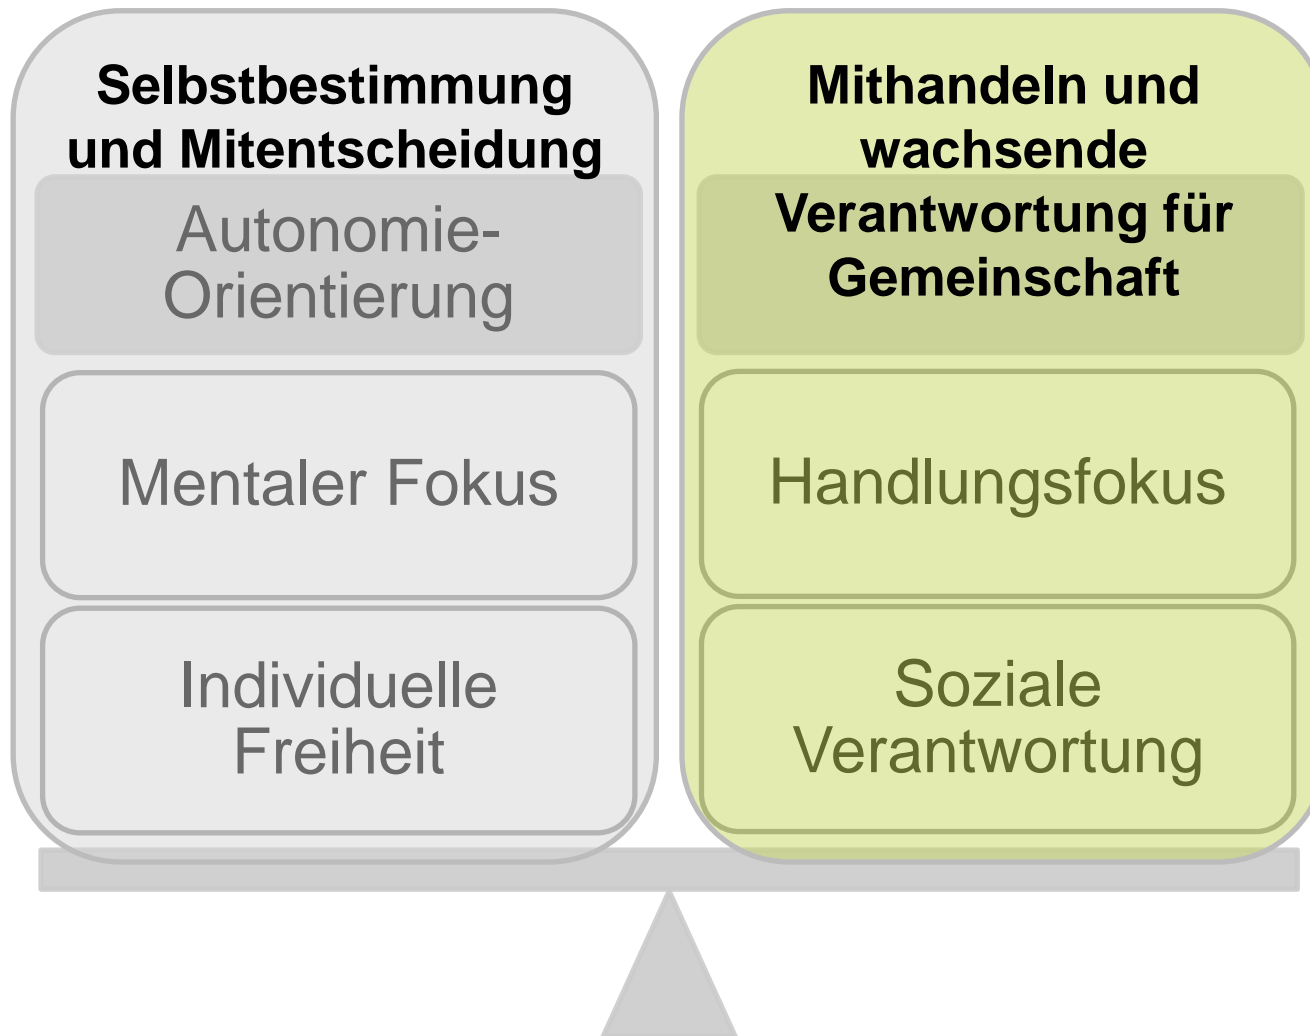 Selbstbestimmung
und Mitentscheidung
Autonomie-
Orientierung
Mentaler Fokus
Individuelle
Freiheit
Mithandeln und
wachsende
Verantwortung für
Gemeinschaft
Handlungsfokus
Soziale
Verantwortung